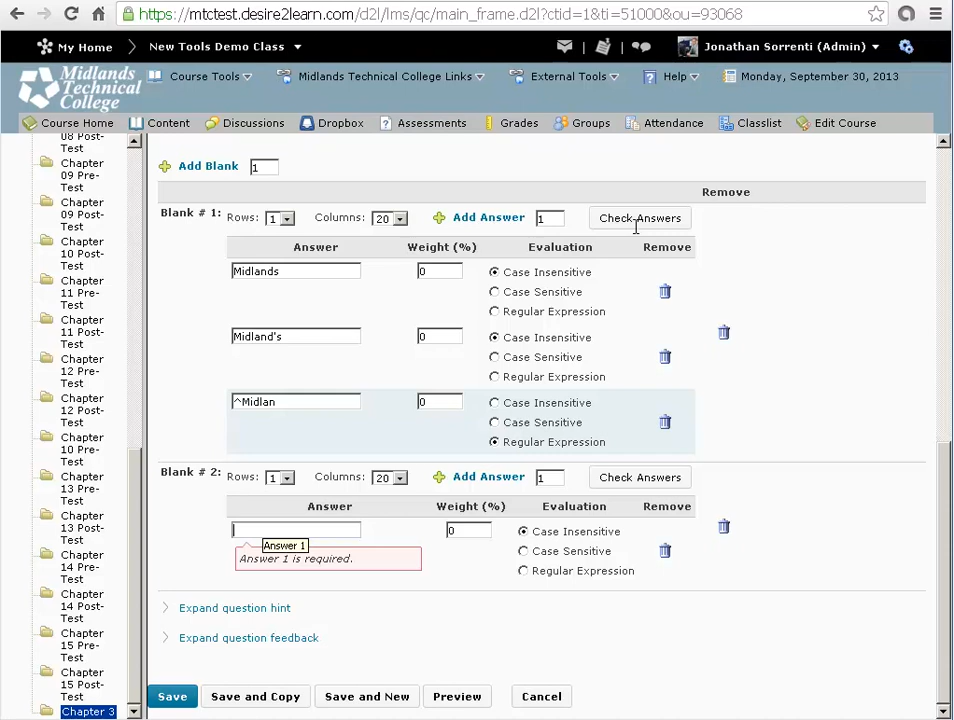 https://mtctest.desire2learn.com/d2l/lms/qc/main_frame.d2l?ctid=1&ti=51000&ou=93068
My Home
New Tools Demo Class
Jonathan Sorrenti (Admin)
Midlands
Technical
College
Course Tools
Midlands Technical College Links
External Tools
Help
Monday, September 30, 2013
Course Home
Content
Discussions
Dropbox
Assessments
Grades
Groups
Attendance
Classlist
Edit Course
08 Post-
Test
Chapter
09 Pre-
Test
Chapter
09 Post-
Test
Chapter
10 Post-
Test
Chapter
11 Pre-
Test
Chapter
11 Post-
Test
Chapter
12 Pre-
Test
Chapter
12 Post-
Test
Chapter
10 Pre-
Test
Chapter
13 Pre-
Test
Chapter
13 Post-
Test
Chapter
14 Pre-
Test
Chapter
14 Post-
Test
Chapter
15 Pre-
Test
Chapter
15 Post-
Test
Chapter 3
Add Blank 1
Remove
Blank # 1: Rows: 1 Columns: 20 Add Answer 1 Check Answers
Answer Weight (%) Evaluation Remove
Midlands 0 Case Insensitive
Case Sensitive
Regular Expression
Midland's 0 Case Insensitive
Case Sensitive
Regular Expression
^Midlan 0 Case Insensitive
Case Sensitive
Regular Expression
Blank # 2: Rows: 1 Columns: 20 Add Answer 1 Check Answers
Answer Weight (%) Evaluation Remove
0 Case Insensitive
Answer 1
Case Sensitive
Answer 1 is required.
Regular Expression
Expand question hint
Expand question feedback
Save
Save and Copy
Save and New
Preview
Cancel